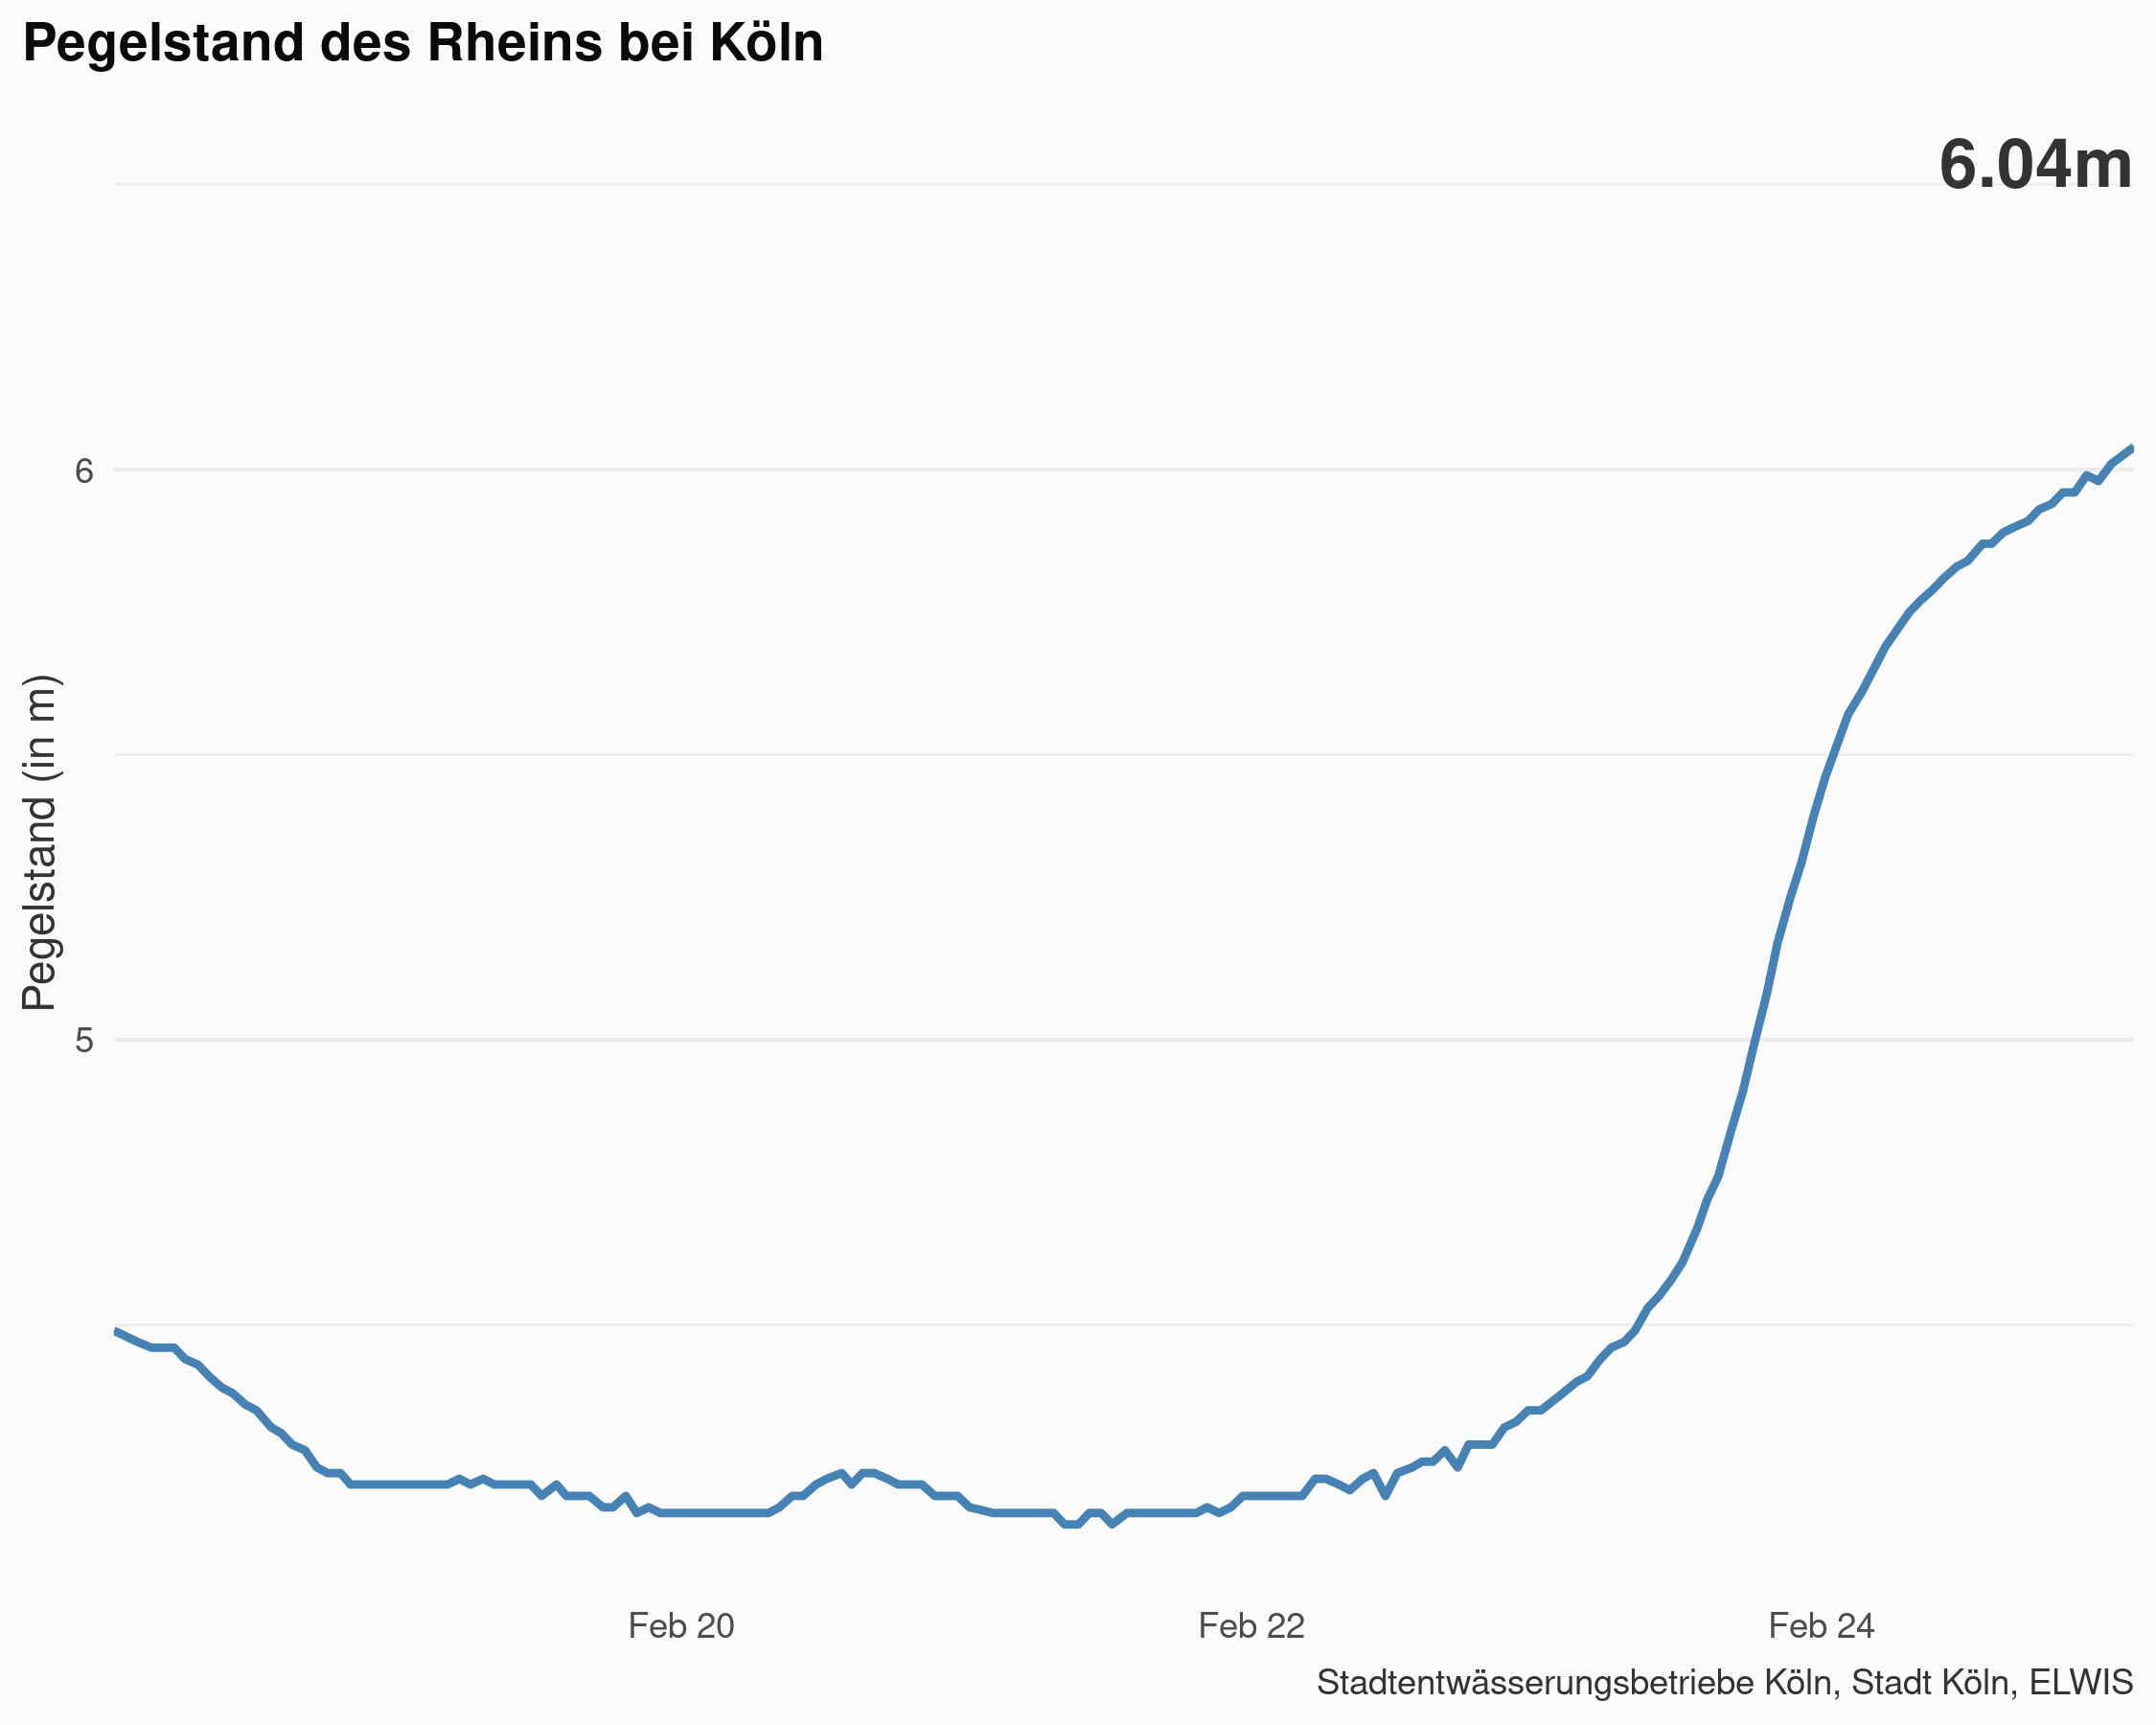 Pegelstand des Rheins bei Köln
6.04m
Pegelstand (in m)
6
5
Feb 20
Feb 22
Feb 24
Stadtentwässerungsbetriebe Köln, Stadt Köln, ELWIS